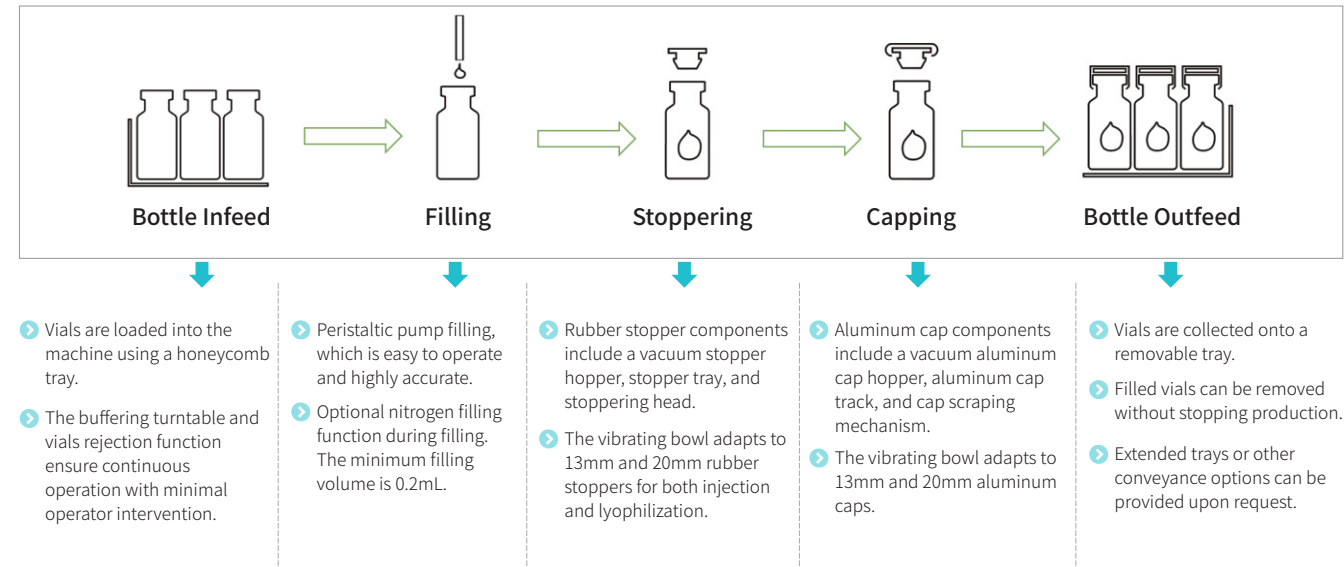 Bottle Infeed
Filling
Stoppering
Capping
Bottle Outfeed
Vials are loaded into the
machine using a honeycomb
tray.
The buffering turntable and
vials rejection function
ensure continuous
operation with minimal
operator intervention.
Peristaltic pump filling,
which is easy to operate
and highly accurate.
Optional nitrogen filling
function during filling.
The minimum filling
volume is 0.2mL.
Rubber stopper components
include a vacuum stopper
hopper, stopper tray, and
stoppering head.
The vibrating bowl adapts to
13mm and 20mm rubber
stoppers for both injection
and lyophilization.
Aluminum cap components
include a vacuum aluminum
cap hopper, aluminum cap
track, and cap scraping
mechanism.
The vibrating bowl adapts to
13mm and 20mm aluminum
caps.
Vials are collected onto a
removable tray.
Filled vials can be removed
without stopping production.
Extended trays or other
conveyance options can be
provided upon request.